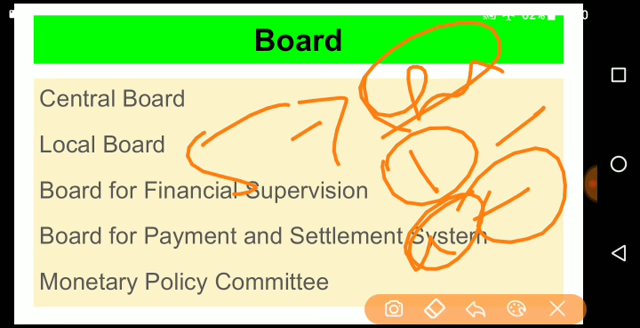 Board
Central Board
Local Board
Board for Financial Supervision
Board for Payment and Settlement System
Monetary Policy Committee